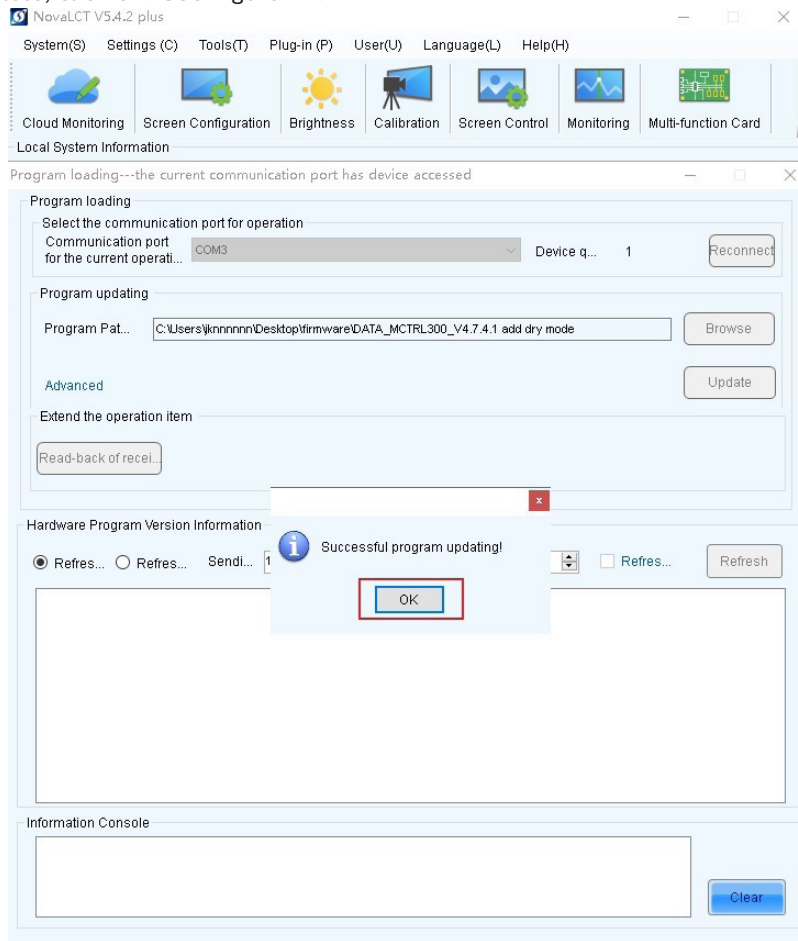 NovaLCT V5.4.2 plus
System(S) Settings (C) Tools(T) Plug-in (P) User(U) Language(L) Help(H)
Cloud Monitoring Screen Configuration Brightness Calibration Screen Control Monitoring Multi-function Card
Local System Information
Program loading---the current communication port has device accessed
Program loading
Select the communication port for operation
Communication port
for the current operati... COM3 Device q... 1 Reconnect
Program updating
Program Pat... C:\Users\jknnnnnn\Desktop\firmware\DATA_MCTRL300_V4.7.4.1 add dry mode Browse
Advanced Update
Extend the operation item
Read-back of recei...
Hardware Program Version Information
Successful program updating!
Refres... Refres... Sendi... 1 Refres... Refresh
OK
Information Console
Clear